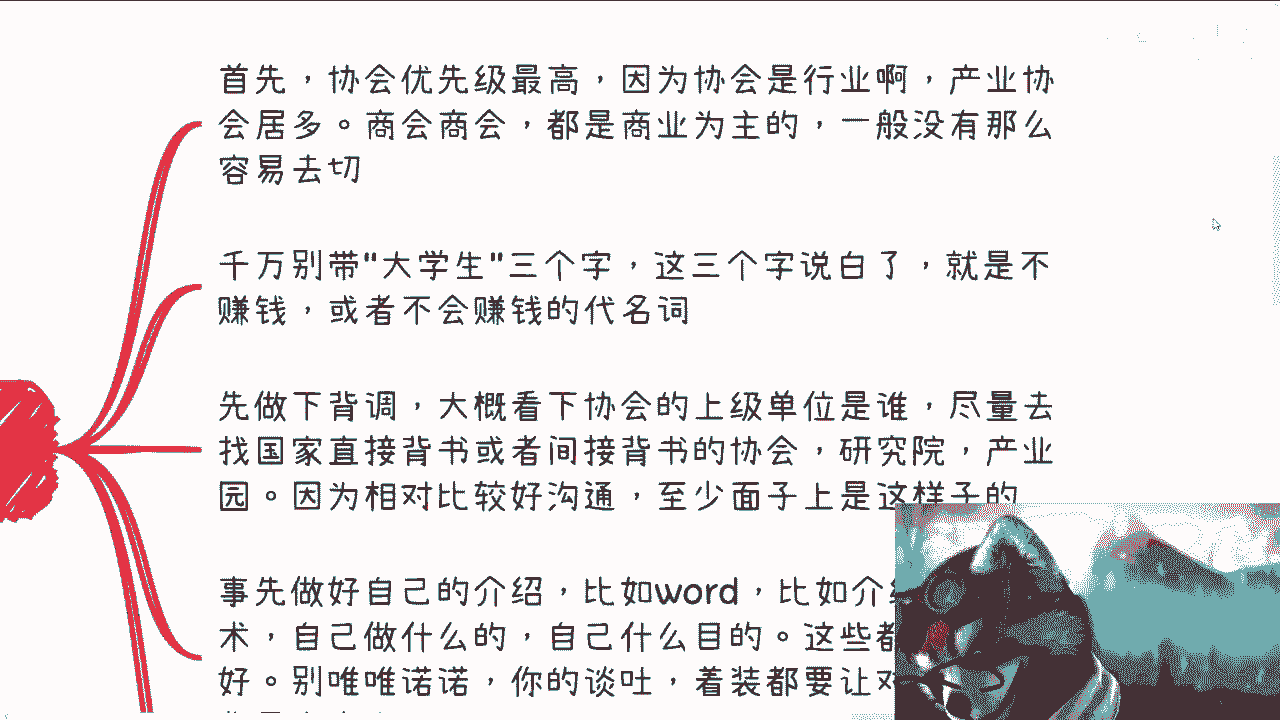 首先，协会优先级最高，因为协会是行业啊，产业协
会居多。商会商会，都是商业为主的，一般没有那么
容易去切
千万别带"大学生"三个字，这三个字说白了，就是不
赚钱，或者不会赚钱的代名词
先做下背调，大概看下协会的上级单位是谁，尽量去
找国家直接背书或者间接背书的协会，研究院，产业
园。因为相对比较好沟通，至少面子上是这样子的
事先做好自己的介绍，比如word，比如介
术，自己做什么的，自己什么目的。这些
好。别唯唯诺诺，你的谈吐，着装都要让